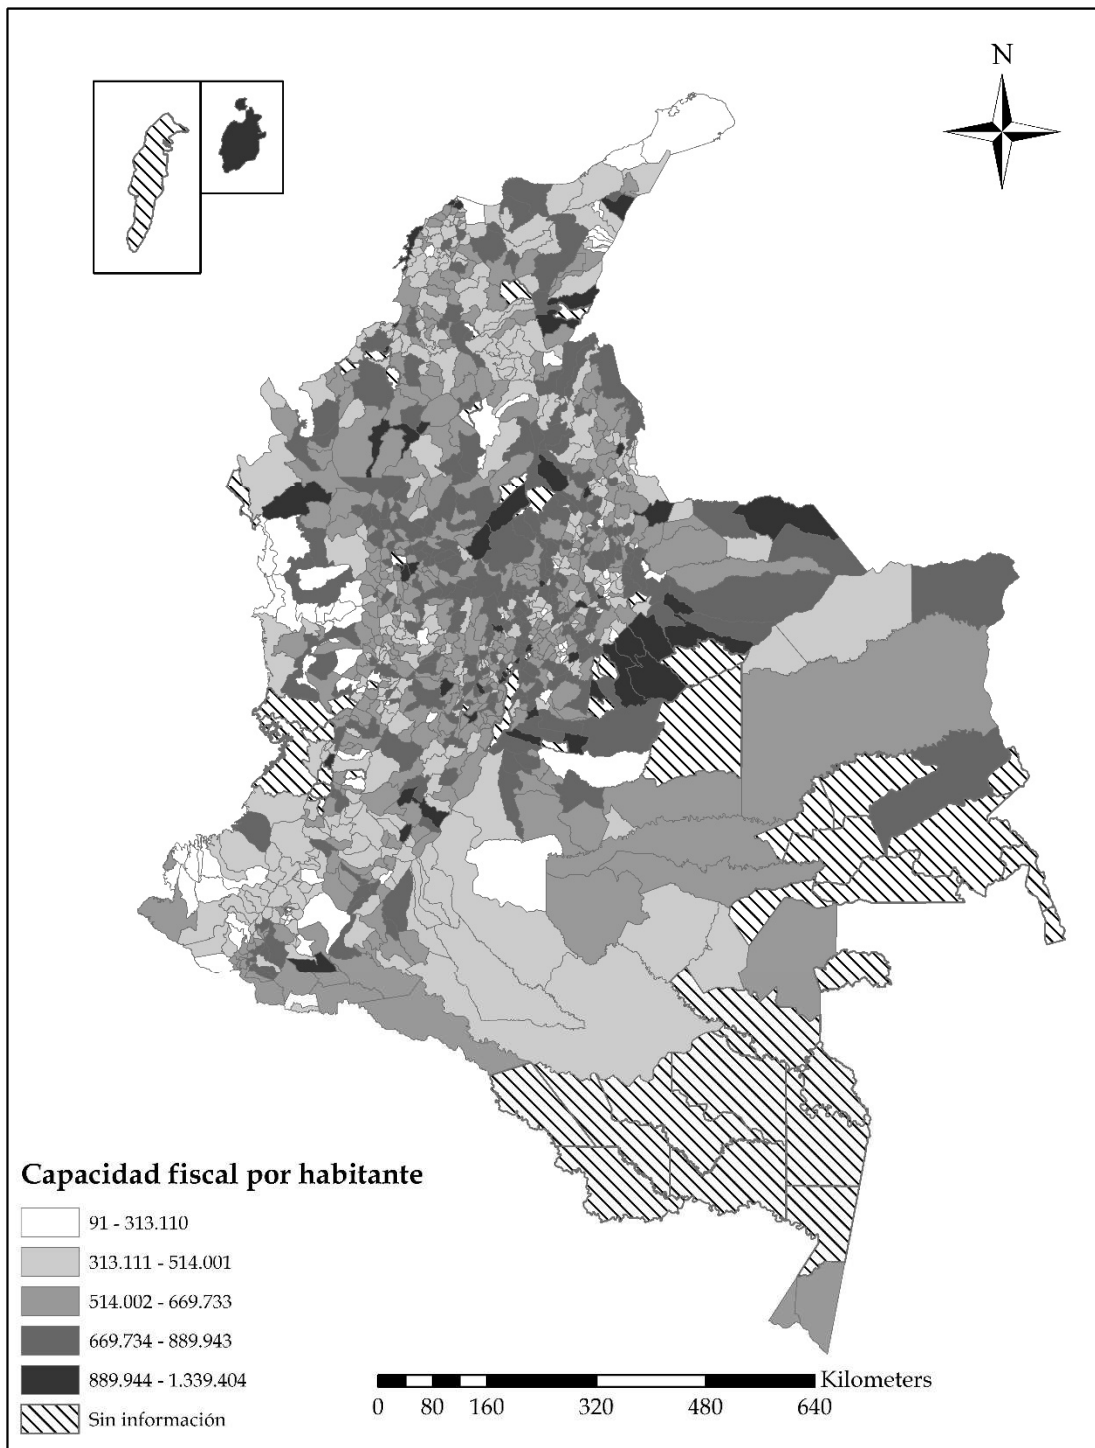 N
Capacidad fiscal por habitante
91 - 313.110
313.111 - 514.001
514.002 - 669.733
669.734 - 889.943
889.944 - 1.339.404
Sin información
Kilometers
0 80 160 320 480 640